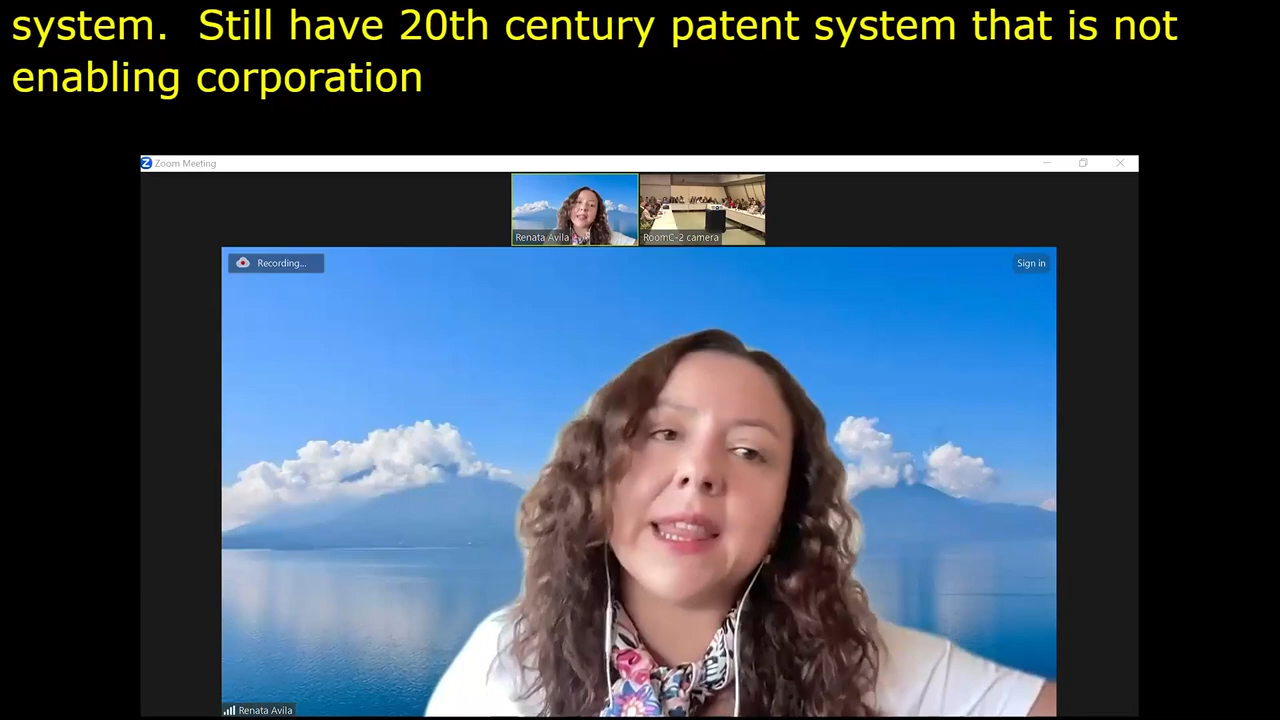 system.  Still have 20th century patent system that is not
enabling corporation
Zoom Meeting
Renata Avila
RoomC-2 camera
Recording...
Sign in
Renata Avila